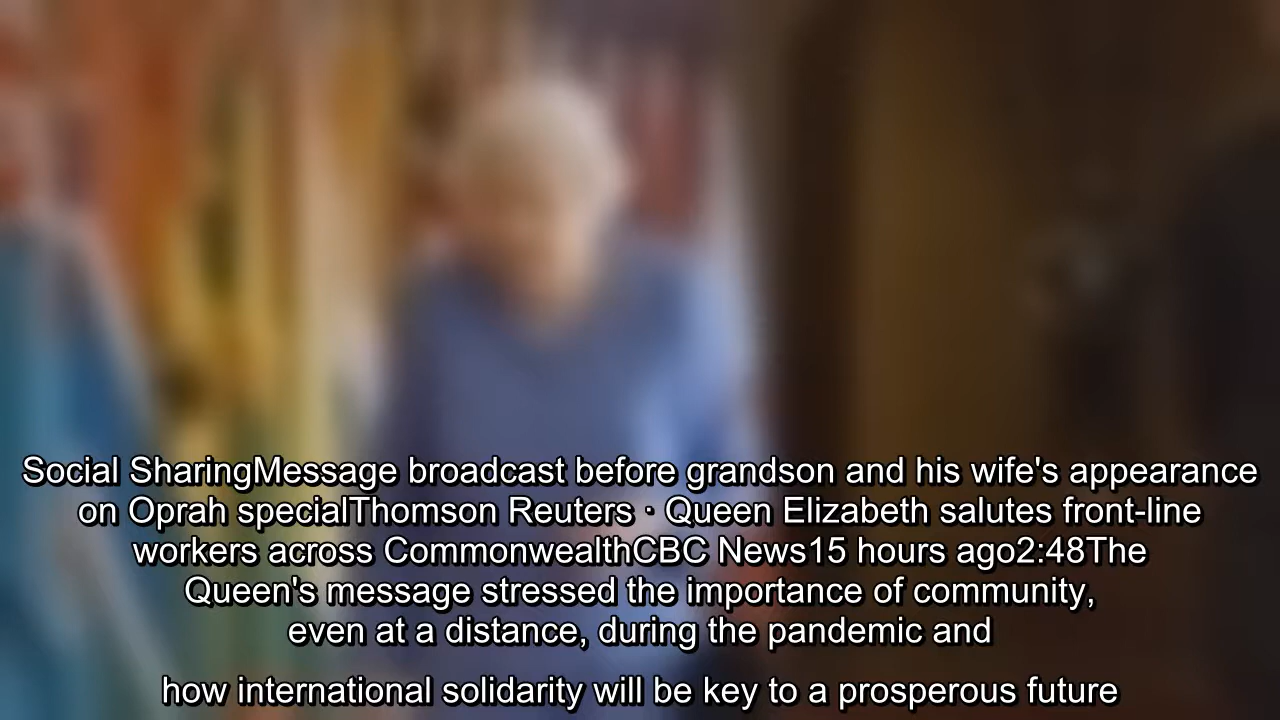 Social SharingMessage broadcast before grandson and his wife's appearance
on Oprah specialThomson Reuters · Queen Elizabeth salutes front-line
workers across CommonwealthCBC News15 hours ago2:48The
Queen's message stressed the importance of community,
even at a distance, during the pandemic and
how international solidarity will be key to a prosperous future